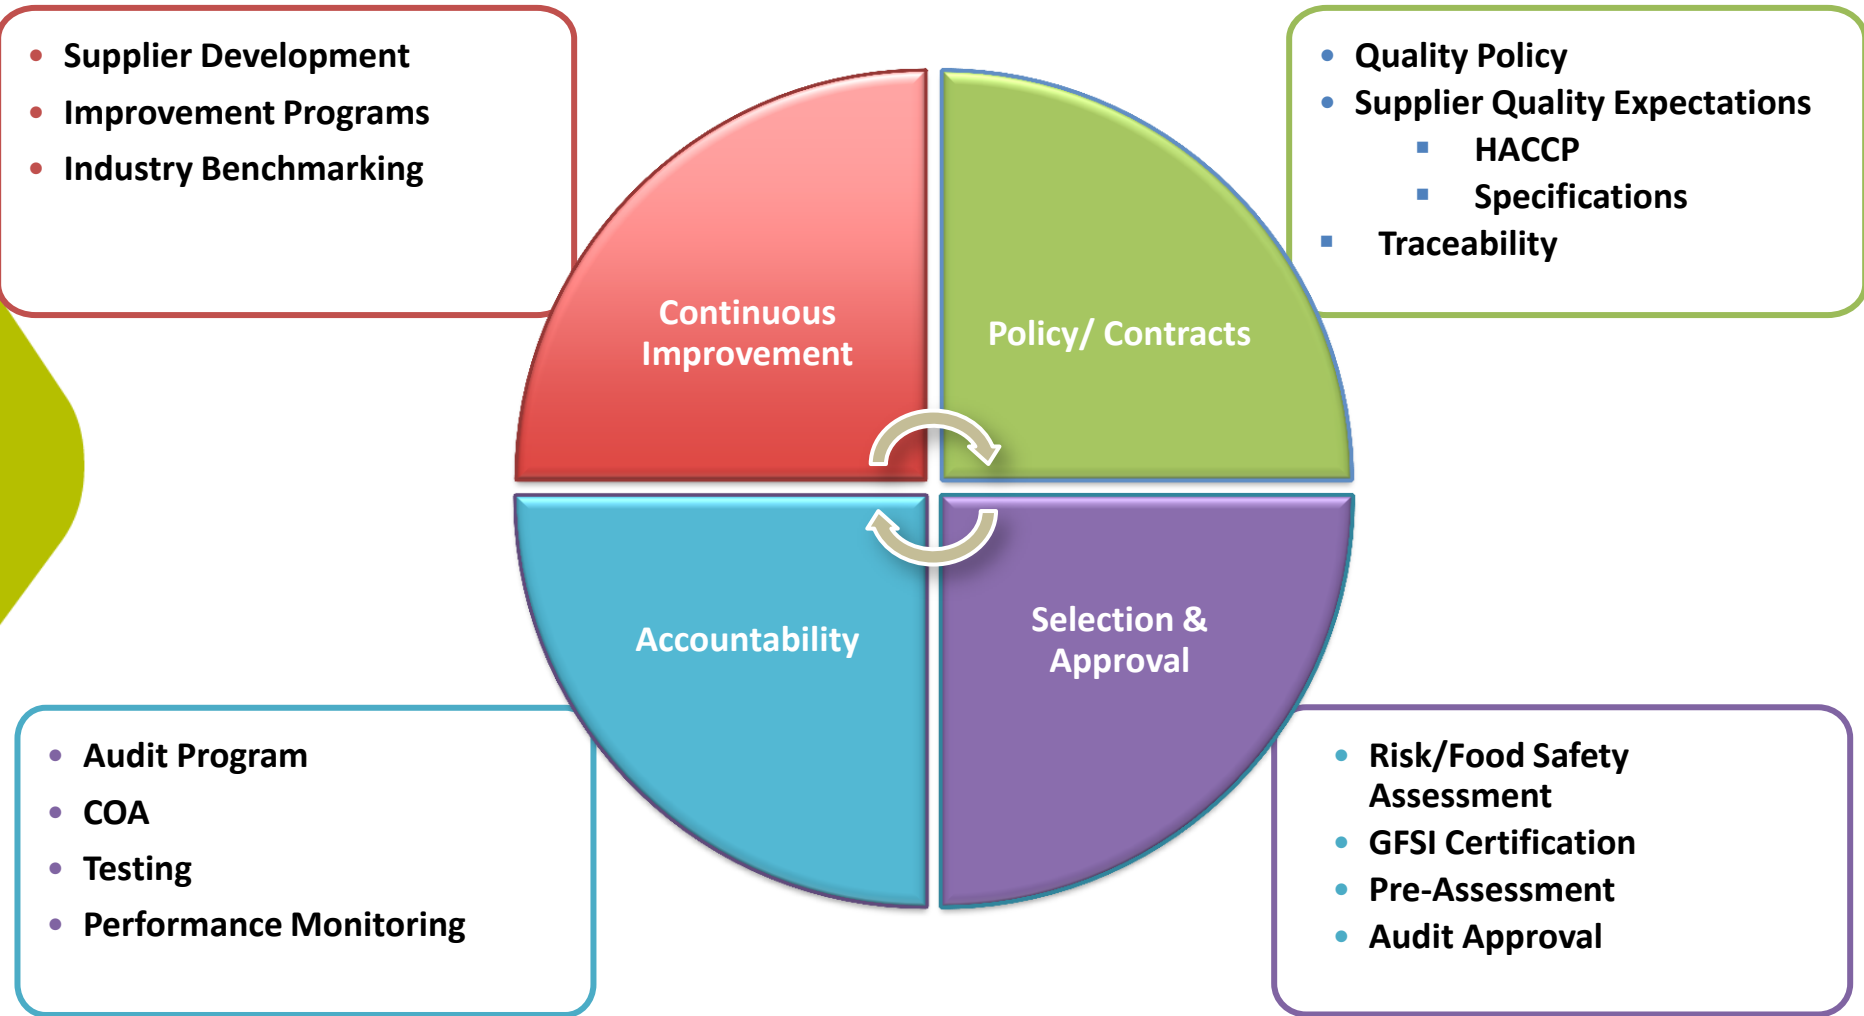 Supplier Development
Improvement Programs
Industry Benchmarking
Quality Policy
Supplier Quality Expectations
HACCP
Specifications
Traceability
Continuous
Improvement
Policy/ Contracts
Accountability
Selection &
Approval
Audit Program
COA
Testing
Performance Monitoring
Risk/Food Safety
Assessment
GFSI Certification
Pre-Assessment
Audit Approval